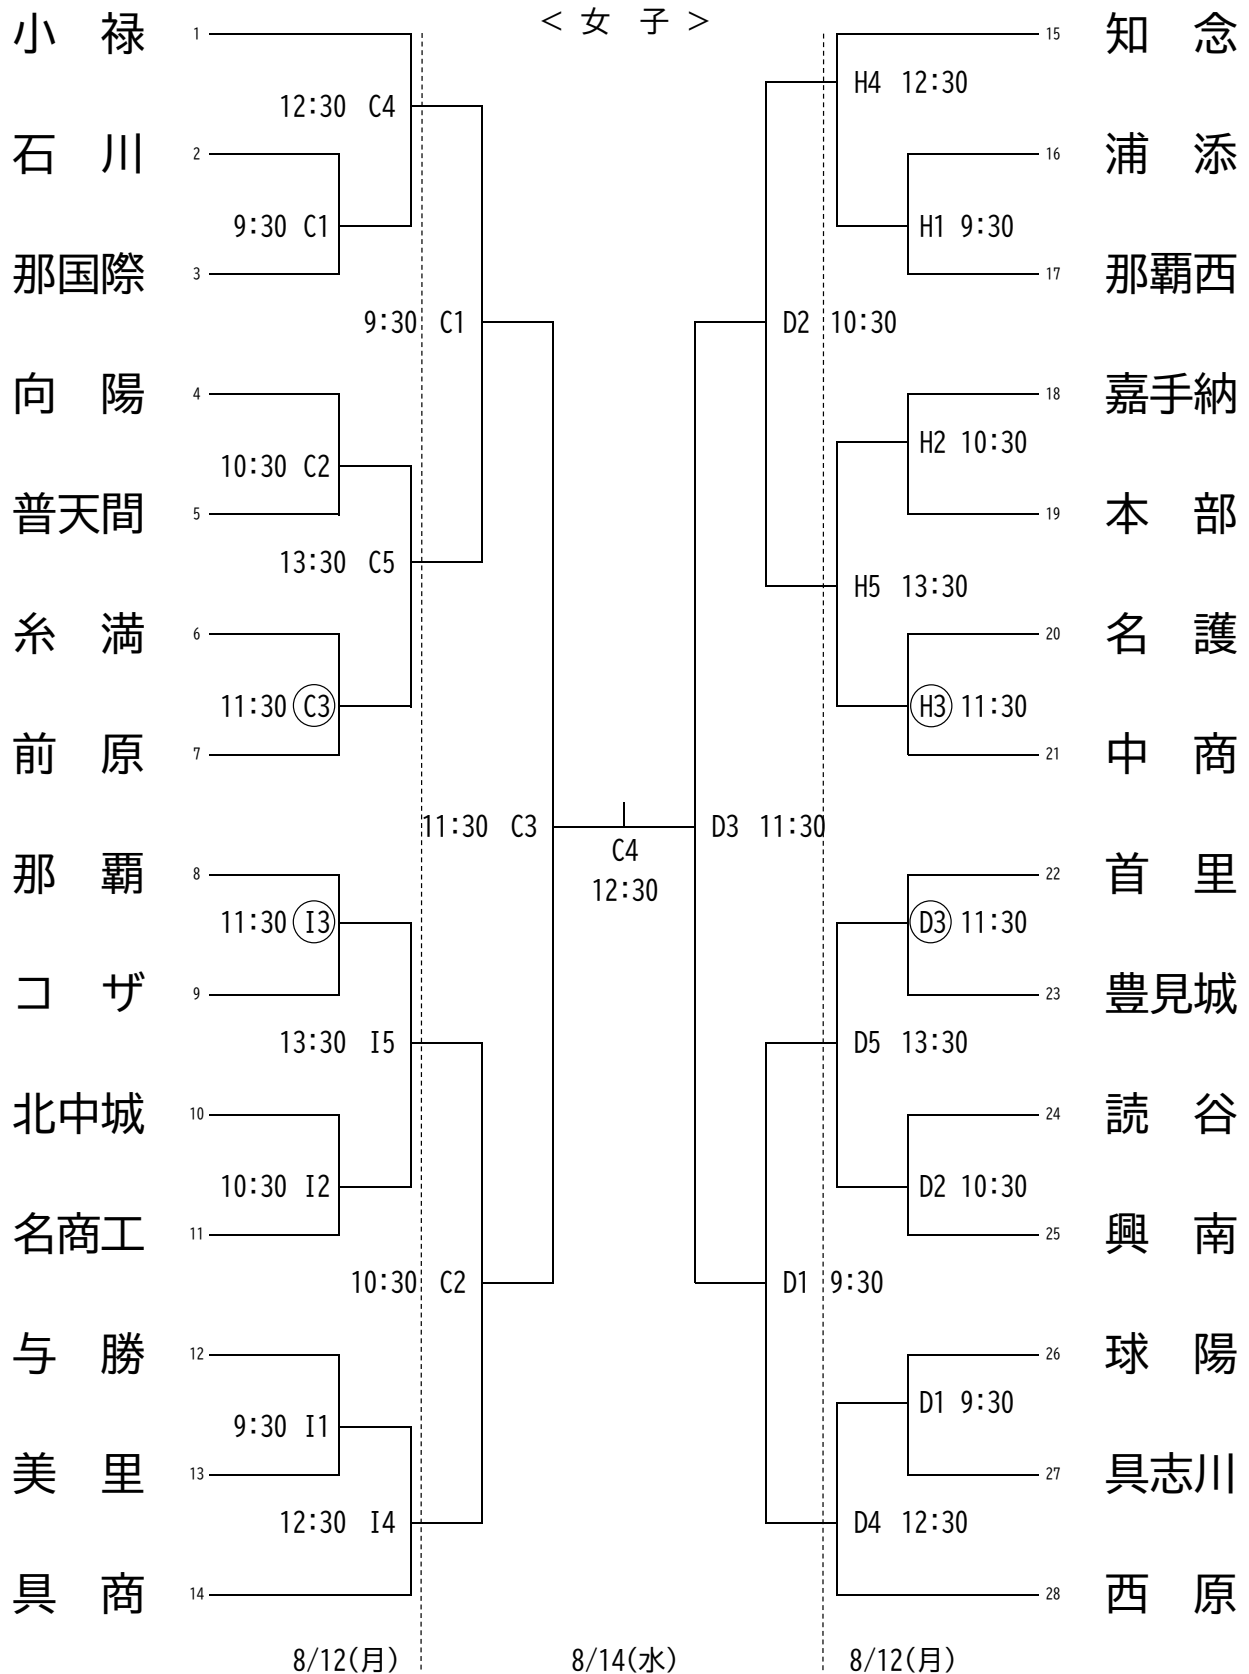 < 女　子 >
小　禄 1
15 知　念
H4 12:30
12:30 C4
石　川 2
16 浦　添
9:30 C1
H1 9:30
那国際 3
17 那覇西
9:30 C1
D2 10:30
向　陽 4
18 嘉手納
H2 10:30
10:30 C2
普天間 5
19 本　部
13:30 C5
H5 13:30
糸　満 6
20 名　護
11:30 C3
H3 11:30
前　原 7
21 中　商
11:30 C3
D3 11:30
C4
12:30
那　覇 8
22 首　里
11:30 I3
D3 11:30
コ　ザ 9
23 豊見城
13:30 I5
D5 13:30
北中城 10
24 読　谷
10:30 I2
D2 10:30
名商工 11
25 興　南
10:30 C2
D1 9:30
与　勝 12
26 球　陽
D1 9:30
9:30 I1
美　里 13
27 具志川
12:30 I4
D4 12:30
具　商 14
28 西　原
8/12(月)
8/14(水)
8/12(月)